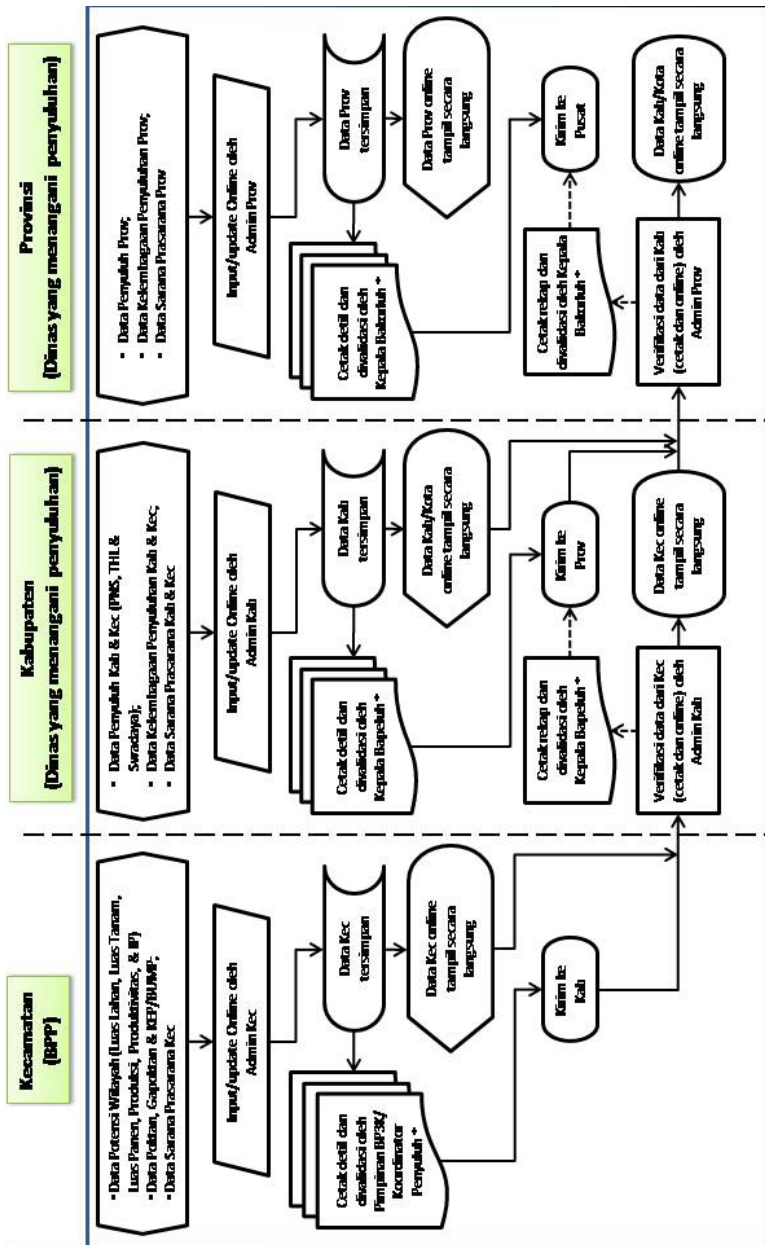 Kecamatan
(BPP)
▪ Data Potensi Wilayah (Luas Lahan, Luas Tanam,
Luas Panen, Produksi, Produktivitas, & IP)
▪ Data Poktan, Gapoktan & KEP/BUMP;
▪ Data Sarana Prasarana Kec
Input/update Online oleh
Admin Kec
Data Kec
tersimpan
Cetak detil dan
divalidasi oleh
Pimpinan BP3K/
Koordinator
Penyuluh *
Data Kec online
tampil secara
langsung
Kirim ke
Kab
Kabupaten
(Dinas yang menangani penyuluhan)
▪ Data Penyuluh Kab & Kec (PNS, THL &
Swadaya);
▪ Data Kelembagaan Penyuluhan Kab & Kec;
▪ Data Sarana Prasarana Kab & Kec
Input/update Online oleh
Admin Kab
Data Kab
tersimpan
Cetak detil dan
divalidasi oleh
Kepala Bapeluh *
Data Kab/Kota
online tampil secara
langsung
Cetak rekap dan
divalidasi oleh
Kepala Bapeluh *
Kirim ke
Prov
Verifikasi data dari Kec
(cetak dan online) oleh
Admin Kab
Data Kec online
tampil secara
langsung
Provinsi
(Dinas yang menangani penyuluhan)
▪ Data Penyuluh Prov;
▪ Data Kelembagaan Penyuluhan Prov;
▪ Data Sarana Prasarana Prov
Input/update Online oleh
Admin Prov
Data Prov
tersimpan
Cetak detil dan
divalidasi oleh
Kepala Bakorluh *
Data Prov online
tampil secara
langsung
Cetak rekap dan
divalidasi oleh Kepala
Bakorluh *
Kirim ke
Pusat
Verifikasi data dari Kab
(cetak dan online) oleh
Admin Prov
Data Kab/Kota
online tampil secara
langsung